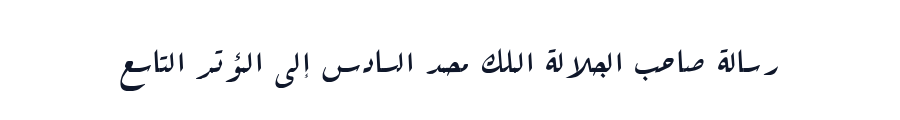 رسالة صاحب الجلالة الملك محمد السادس إلى المؤتمر التاسع